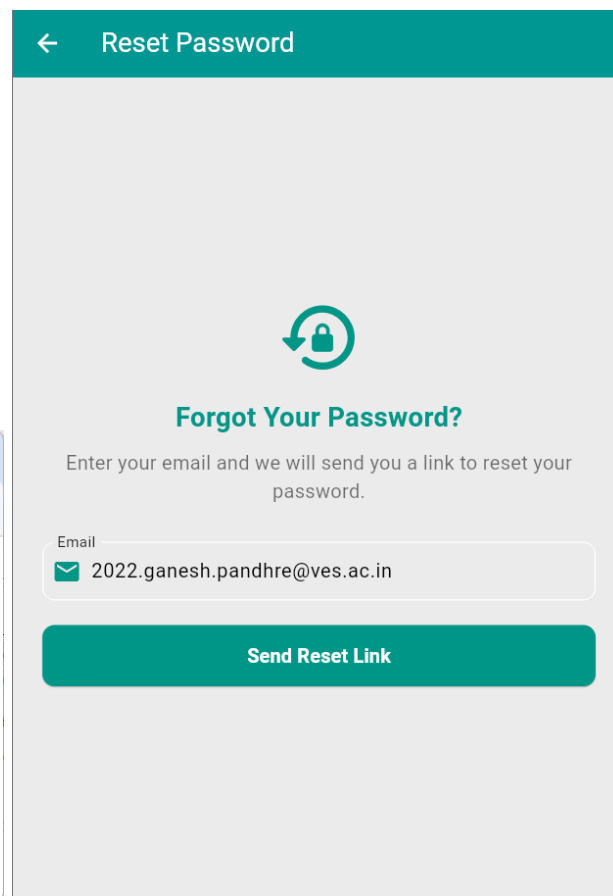 Reset Password
Forgot Your Password?
Enter your email and we will send you a link to reset your
password.
Email
2022.ganesh.pandhre@ves.ac.in
Send Reset Link